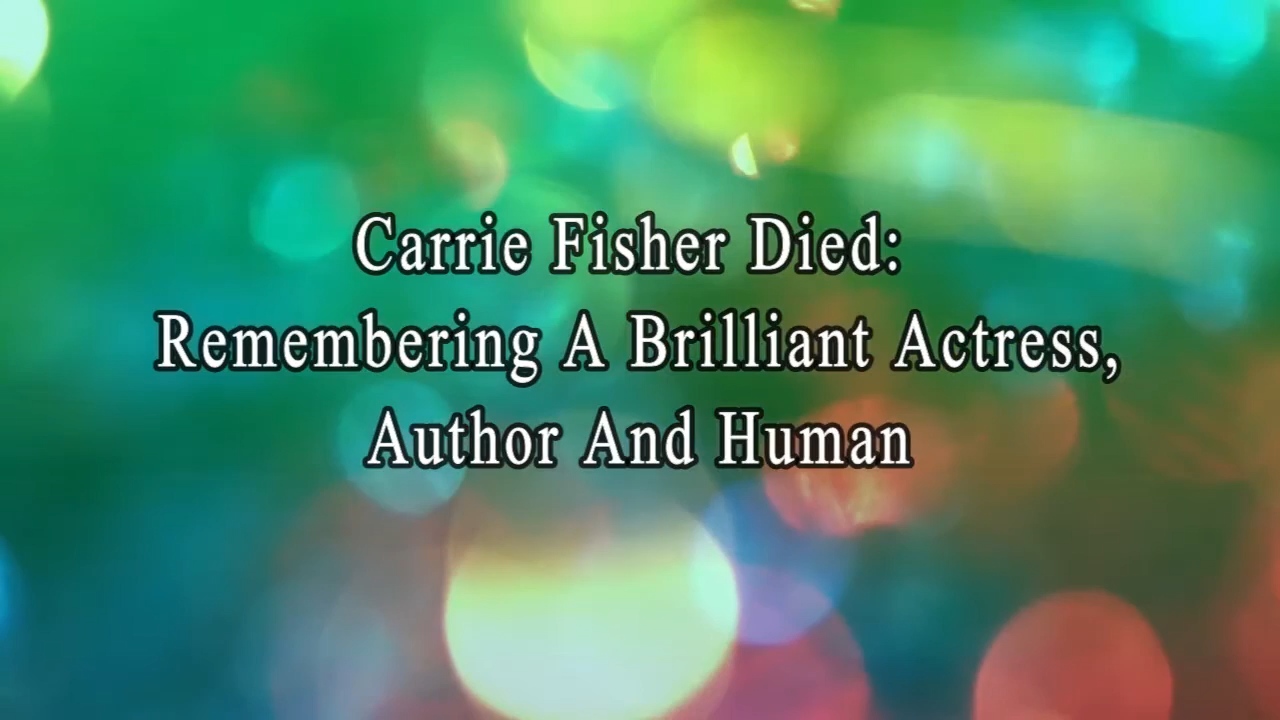 Carrie Fisher Died:
Remembering A Brilliant Actress,
Author And Human